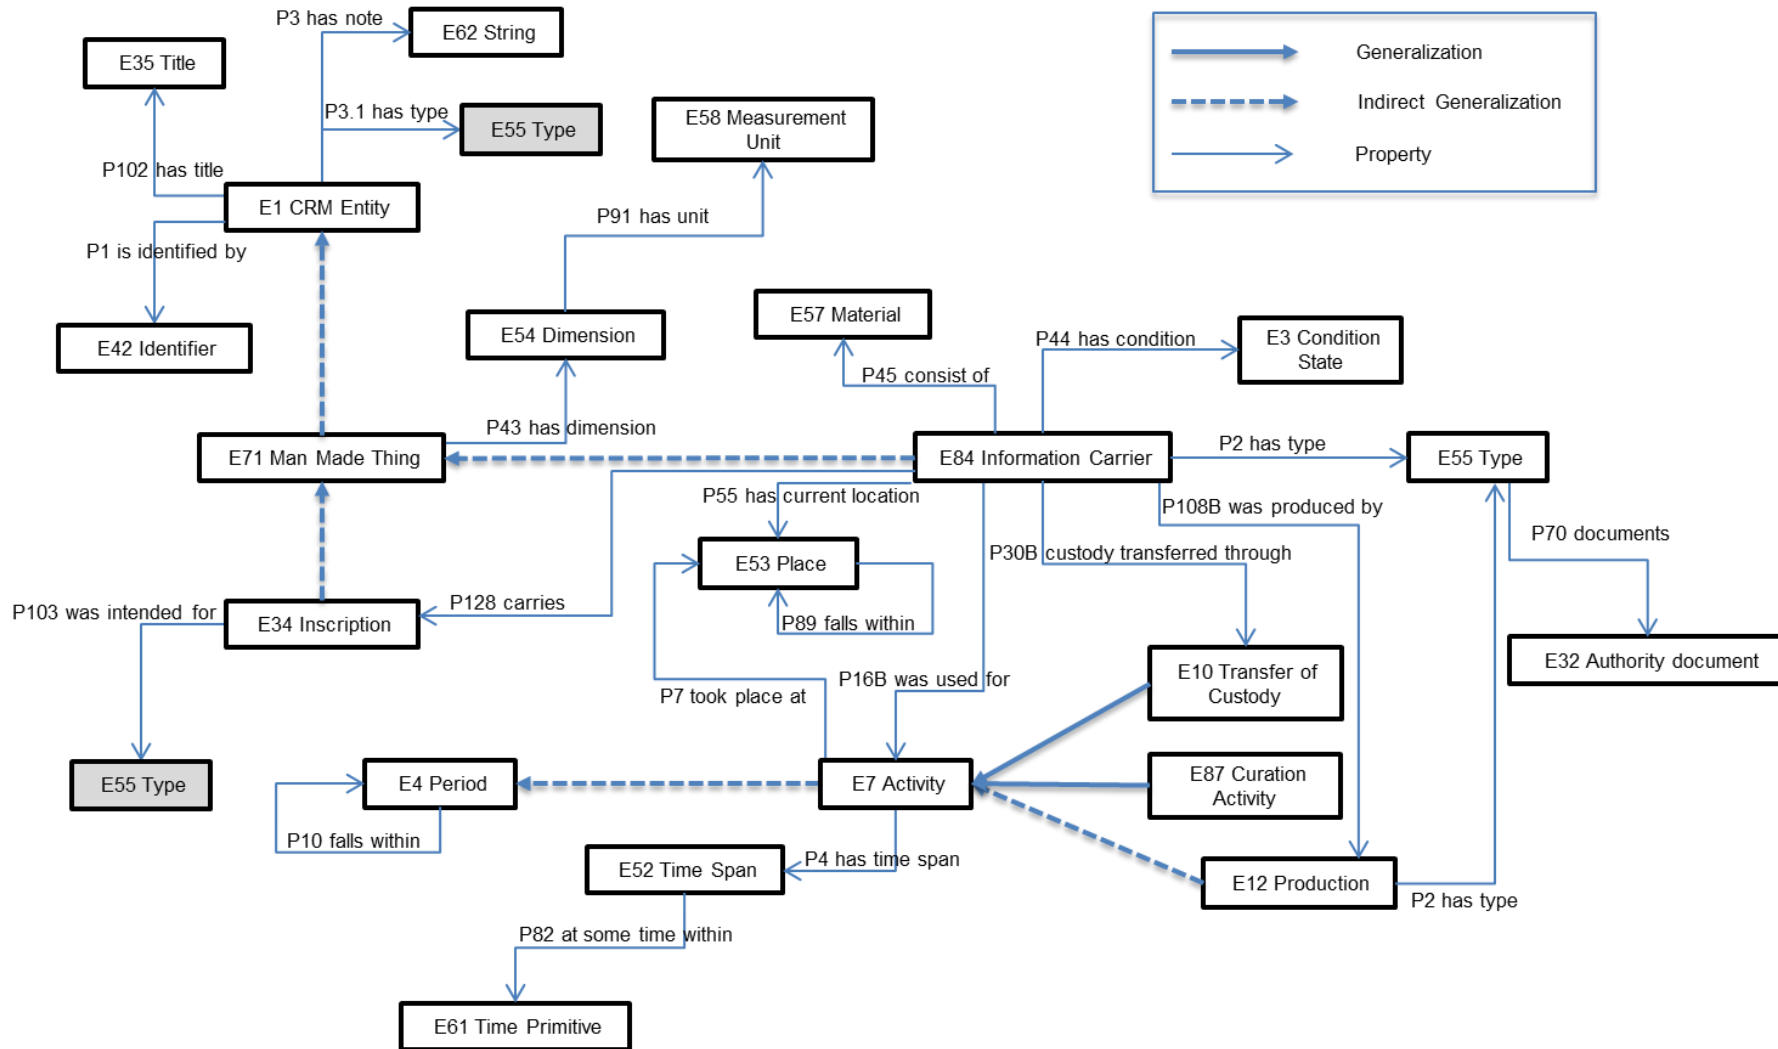 P3 has note
E62 String
E35 Title
Generalization
P3.1 has type
E55 Type
Indirect Generalization
E58 Measurement
Unit
Property
P102 has title
E1 CRM Entity
P91 has unit
P1 is identified by
E57 Material
E54 Dimension
P44 has condition
E3 Condition
State
E42 Identifier
P45 consist of
P43 has dimension
E71 Man Made Thing
E84 Information Carrier
P2 has type
E55 Type
P55 has current location
P108B was produced by
P70 documents
E53 Place
P30B custody transferred through
P103 was intended for
E34 Inscription
P128 carries
P89 falls within
E32 Authority document
E10 Transfer of
Custody
P7 took place at
P16B was used for
E55 Type
E4 Period
E7 Activity
E87 Curation
Activity
P10 falls within
E52 Time Span
P4 has time span
E12 Production
P2 has type
P82 at some time within
E61 Time Primitive